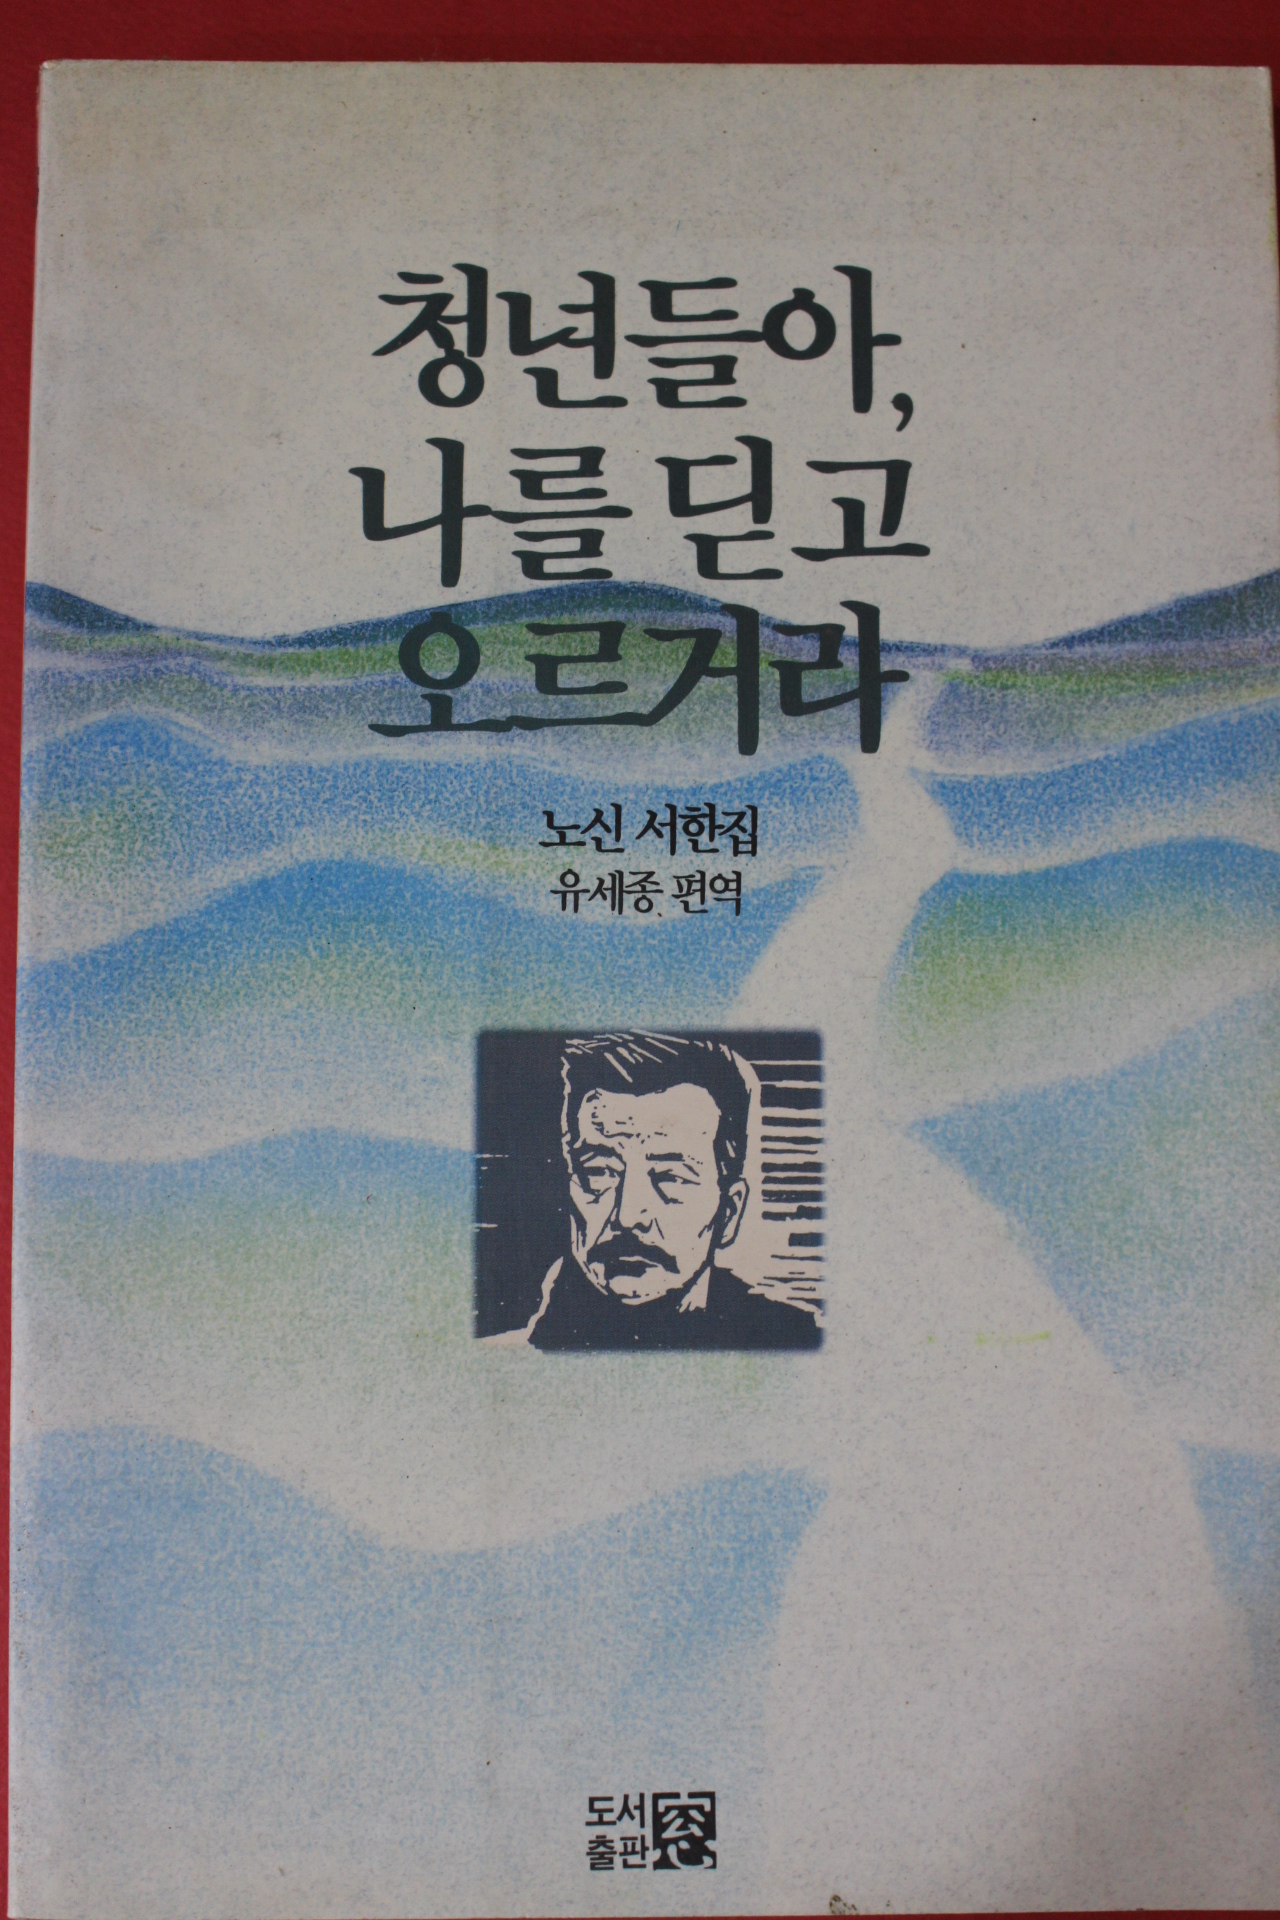 청년들아,
나를 딛고
오르거라
노신 서한집
유세종 편역
도서
출판 窓